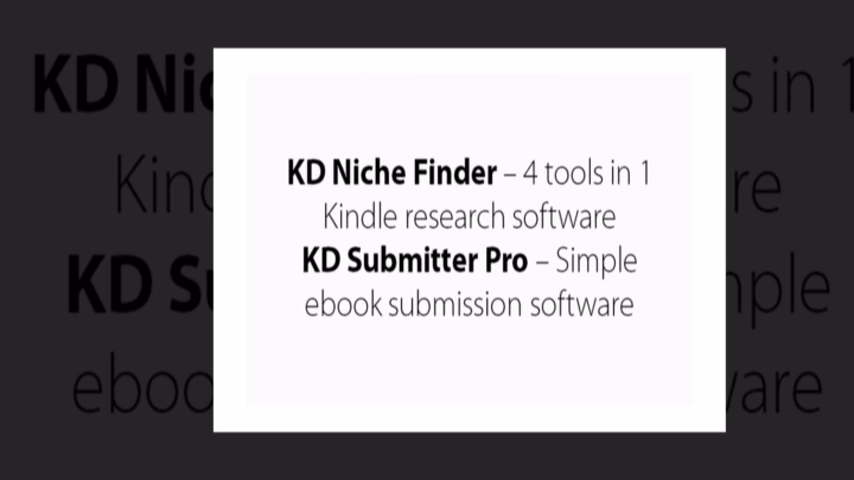 KD Niche Finder – 4 tools in 1
Kindle research software
KD Submitter Pro – Simple
ebook submission software